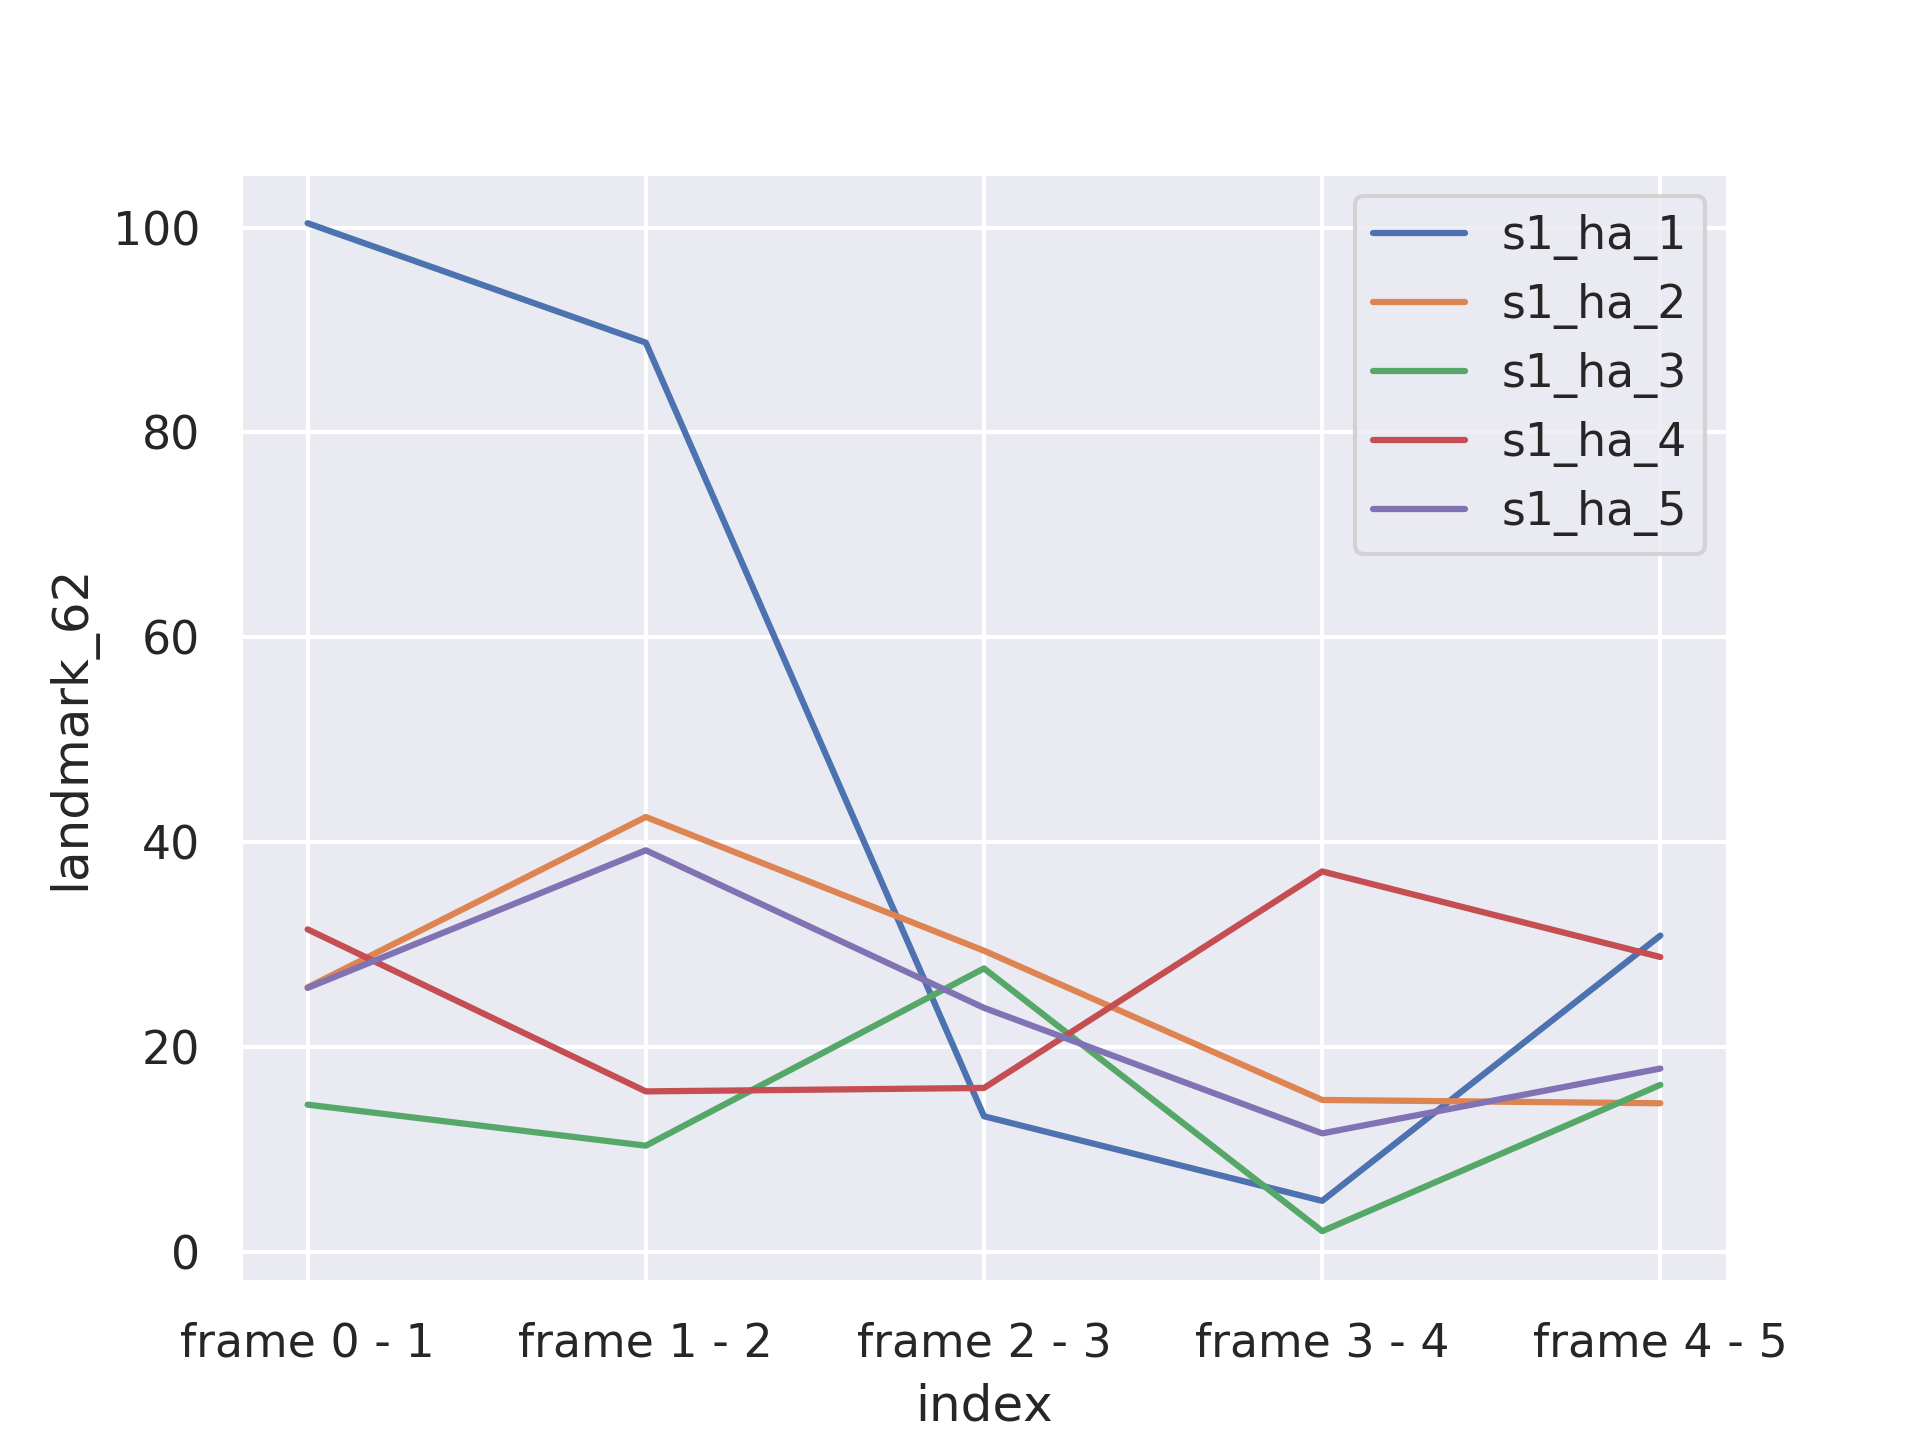 100
80
60
40
20
0
landmark_62
s1_ha_1
s1_ha_2
s1_ha_3
s1_ha_4
s1_ha_5
frame 0 - 1
frame 1 - 2
frame 2 - 3
frame 3 - 4
frame 4 - 5
index